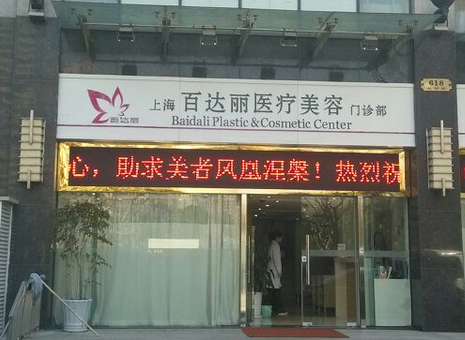 618
百达丽
上海 百达丽医疗美容 门诊部
Baidali Plastic & Cosmetic Center
心，助求美者凤凰涅槃！热烈祝